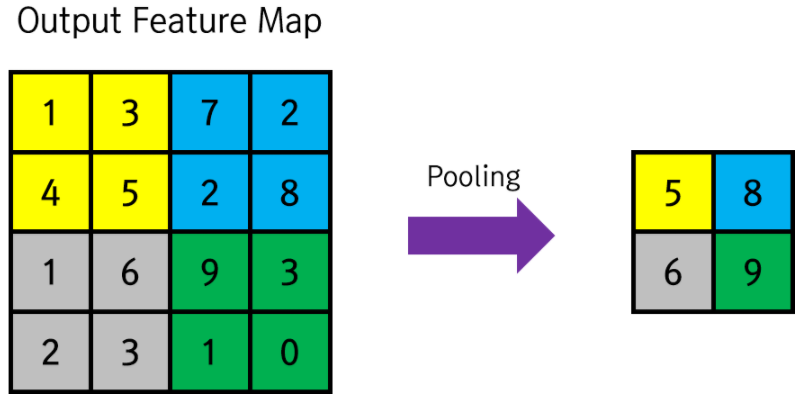 Output Feature Map
1 3 7 2
4 5 2 8
1 6 9 3
2 3 1 0
Pooling
5 8
6 9